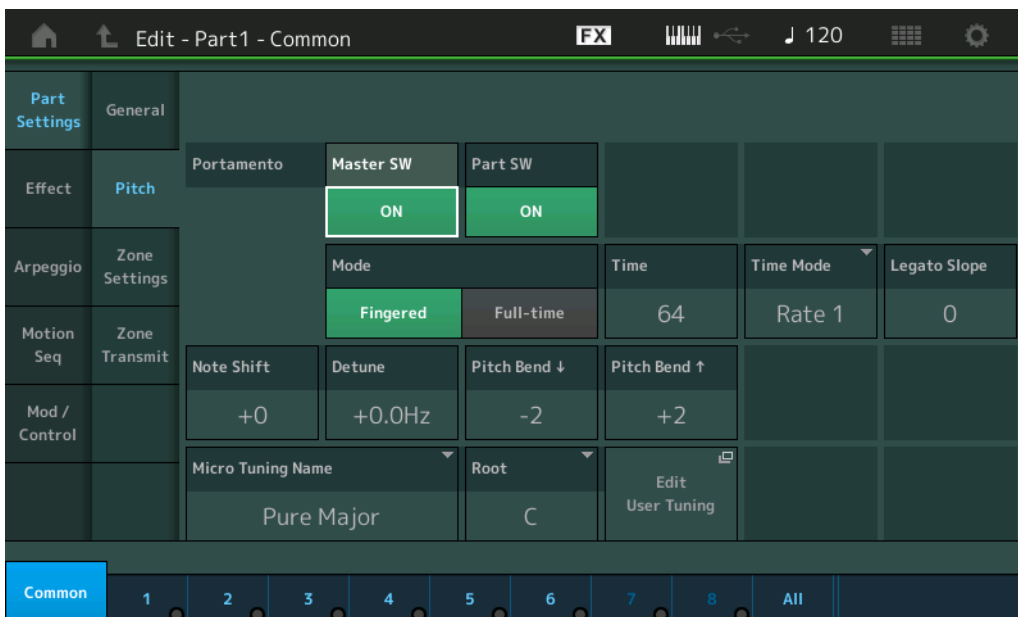 Edit - Part1 - Common
FX
♩ 120
Part
Settings
Effect
Arpeggio
Motion
Seq
Mod /
Control
General
Pitch
Zone
Settings
Zone
Transmit
Portamento
Master SW
ON
Part SW
ON
Mode
Fingered
Full-time
Time
64
Time Mode
Rate 1
Legato Slope
0
Note Shift
+0
Detune
+0.0Hz
Pitch Bend ↓
-2
Pitch Bend ↑
+2
Micro Tuning Name
Pure Major
Root
C
Edit
User Tuning
Common
1
2
3
4
5
6
7
8
All